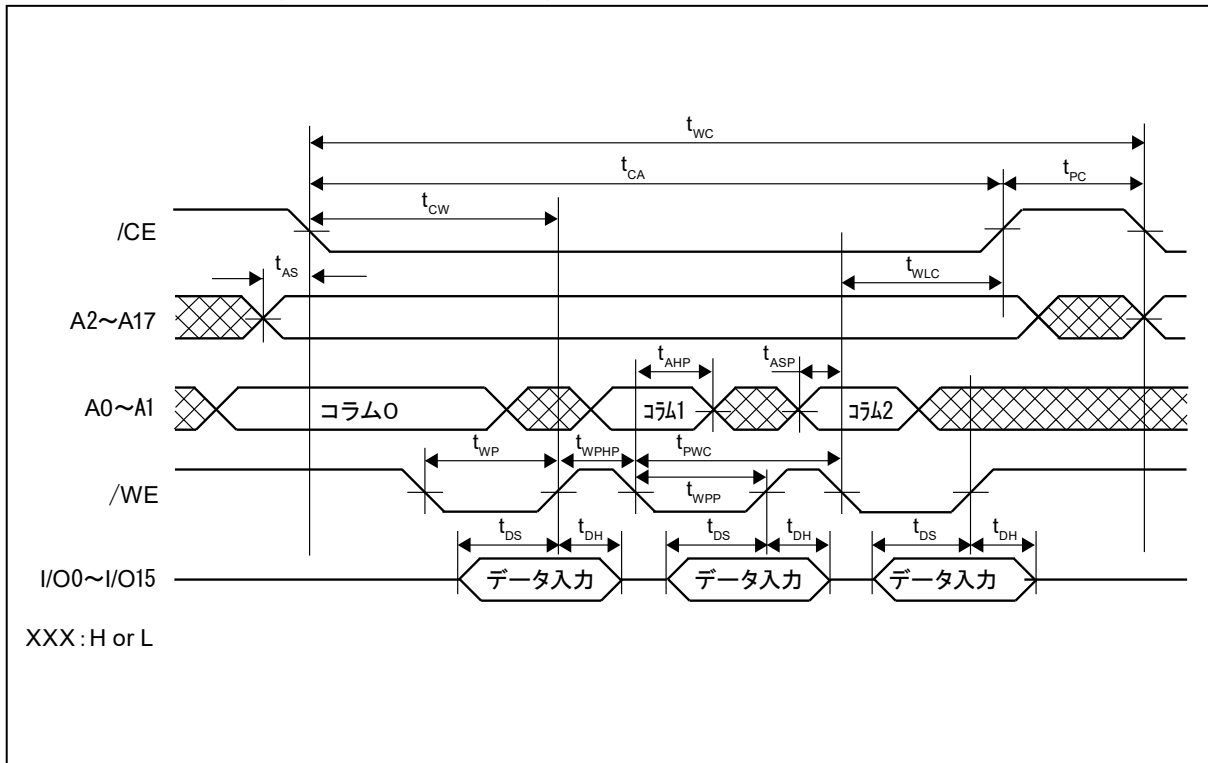 tWC
tCA
tPC
tCW
/CE
tAS
tWLC
A2～A17
tAHP
tASP
A0～A1
コラム0
コラム1
コラム2
tWP
tWPHP
tPWC
/WE
tWPP
tDS
tDH
tDS
tDH
tDS
tDH
I/O0～I/O15
データ入力
データ入力
データ入力
XXX : H or L